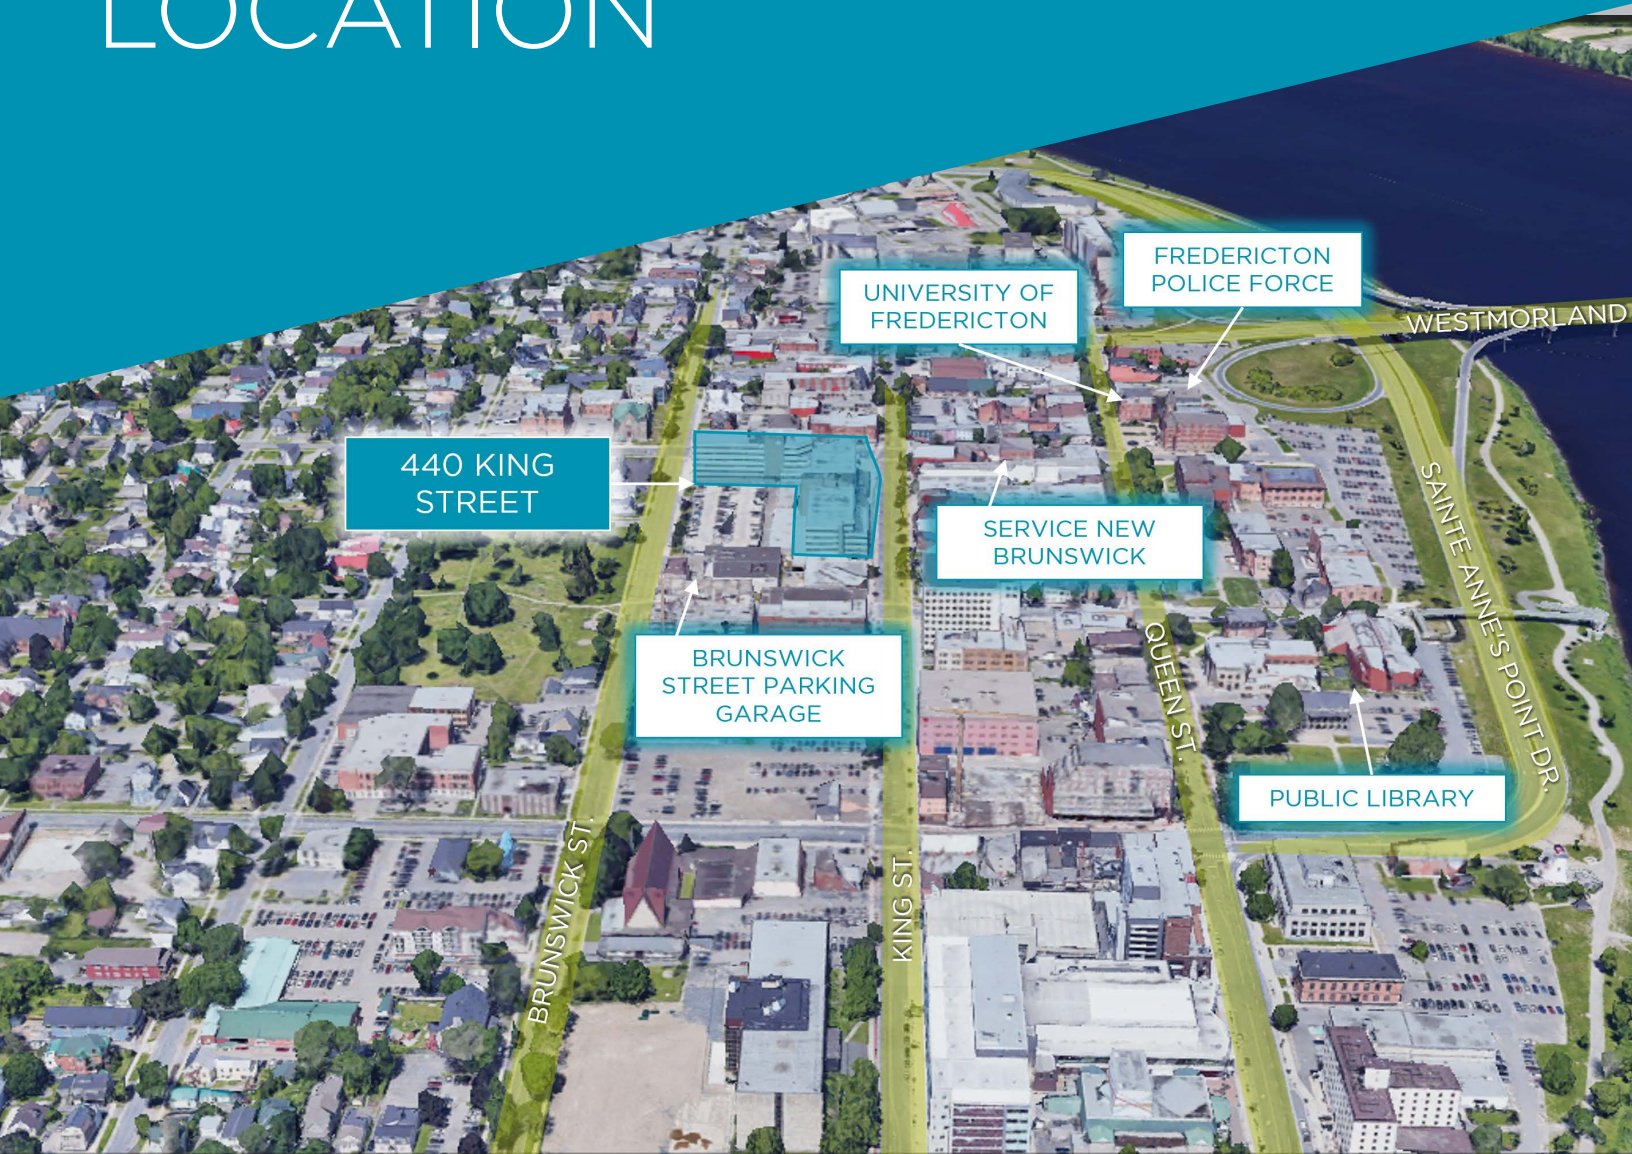 LOCATION
FREDERICTON
POLICE FORCE
UNIVERSITY OF
FREDERICTON
WESTMORLAND
440 KING
STREET
SERVICE NEW
BRUNSWICK
SAINTE ANNE'S POINT DR.
BRUNSWICK
STREET PARKING
GARAGE
QUEEN ST.
PUBLIC LIBRARY
BRUNSWICK ST.
KING ST.